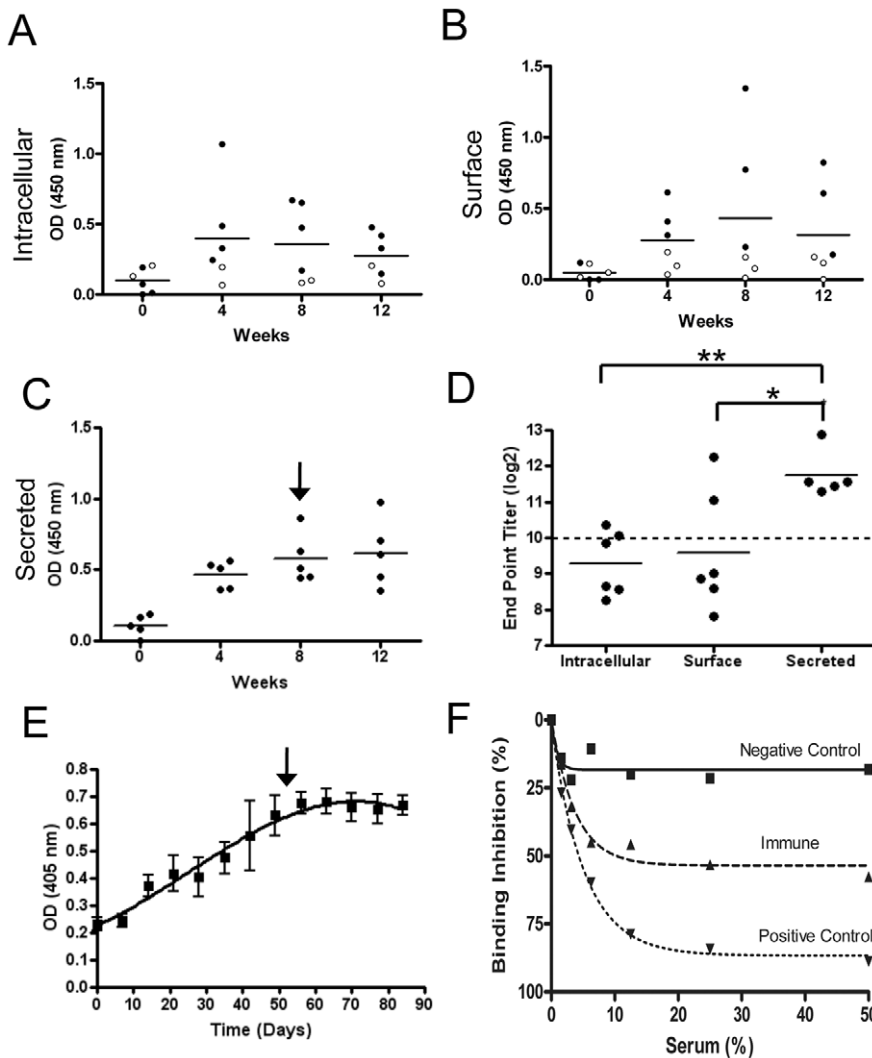 A
Intracellular
OD (450 nm)
1.5
1.0
0.5
0.0
0 4 8 12
Weeks
B
Surface
OD (450 nm)
1.5
1.0
0.5
0.0
0 4 8 12
Weeks
C
Secreted
OD (450 nm)
1.5
1.0
0.5
0.0
0 4 8 12
Weeks
D
**
*
End Point Titer (log2)
13
12
11
10
9
8
7
Intracellular Surface Secreted
E
OD (405 nm)
0.8
0.7
0.6
0.5
0.4
0.3
0.2
0.1
0.0
0 10 20 30 40 50 60 70 80 90
Time (Days)
F
Binding Inhibition (%)
0
25
50
75
100
Negative Control
Immune
Positive Control
0 10 20 30 40 50
Serum (%)